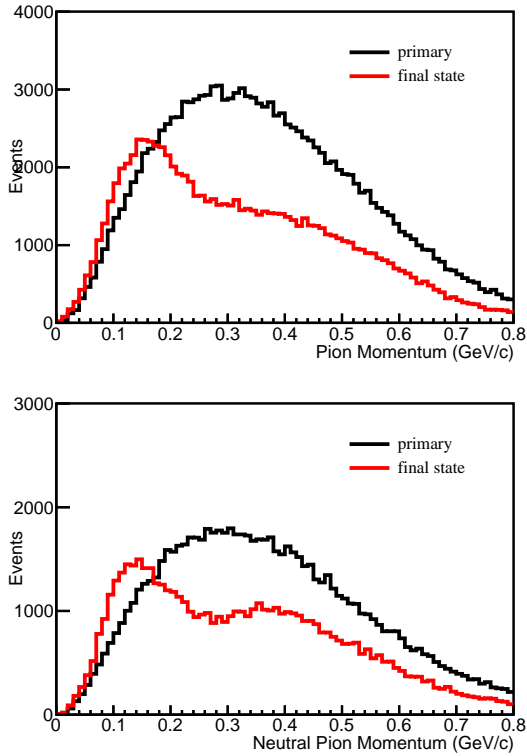 4000
3000
2000
1000
0
Events
primary
final state
0 0.1 0.2 0.3 0.4 0.5 0.6 0.7 0.8
Pion Momentum (GeV/c)
3000
2000
1000
0
Events
primary
final state
0 0.1 0.2 0.3 0.4 0.5 0.6 0.7 0.8
Neutral Pion Momentum (GeV/c)